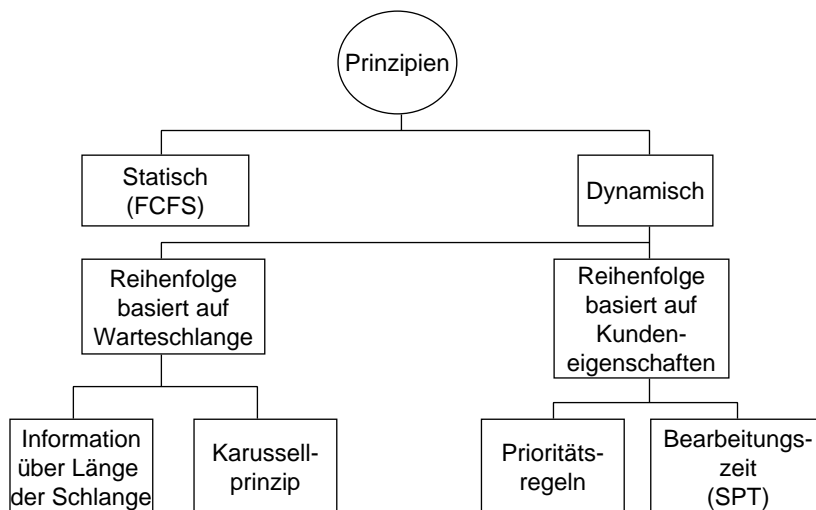 Prinzipien
Statisch
(FCFS)
Dynamisch
Reihenfolge
basiert auf
Warteschlange
Reihenfolge
basiert auf
Kunden-
eigenschaften
Information
über Länge
der Schlange
Karussell-
prinzip
Prioritäts-
regeln
Bearbeitungs-
zeit
(SPT)